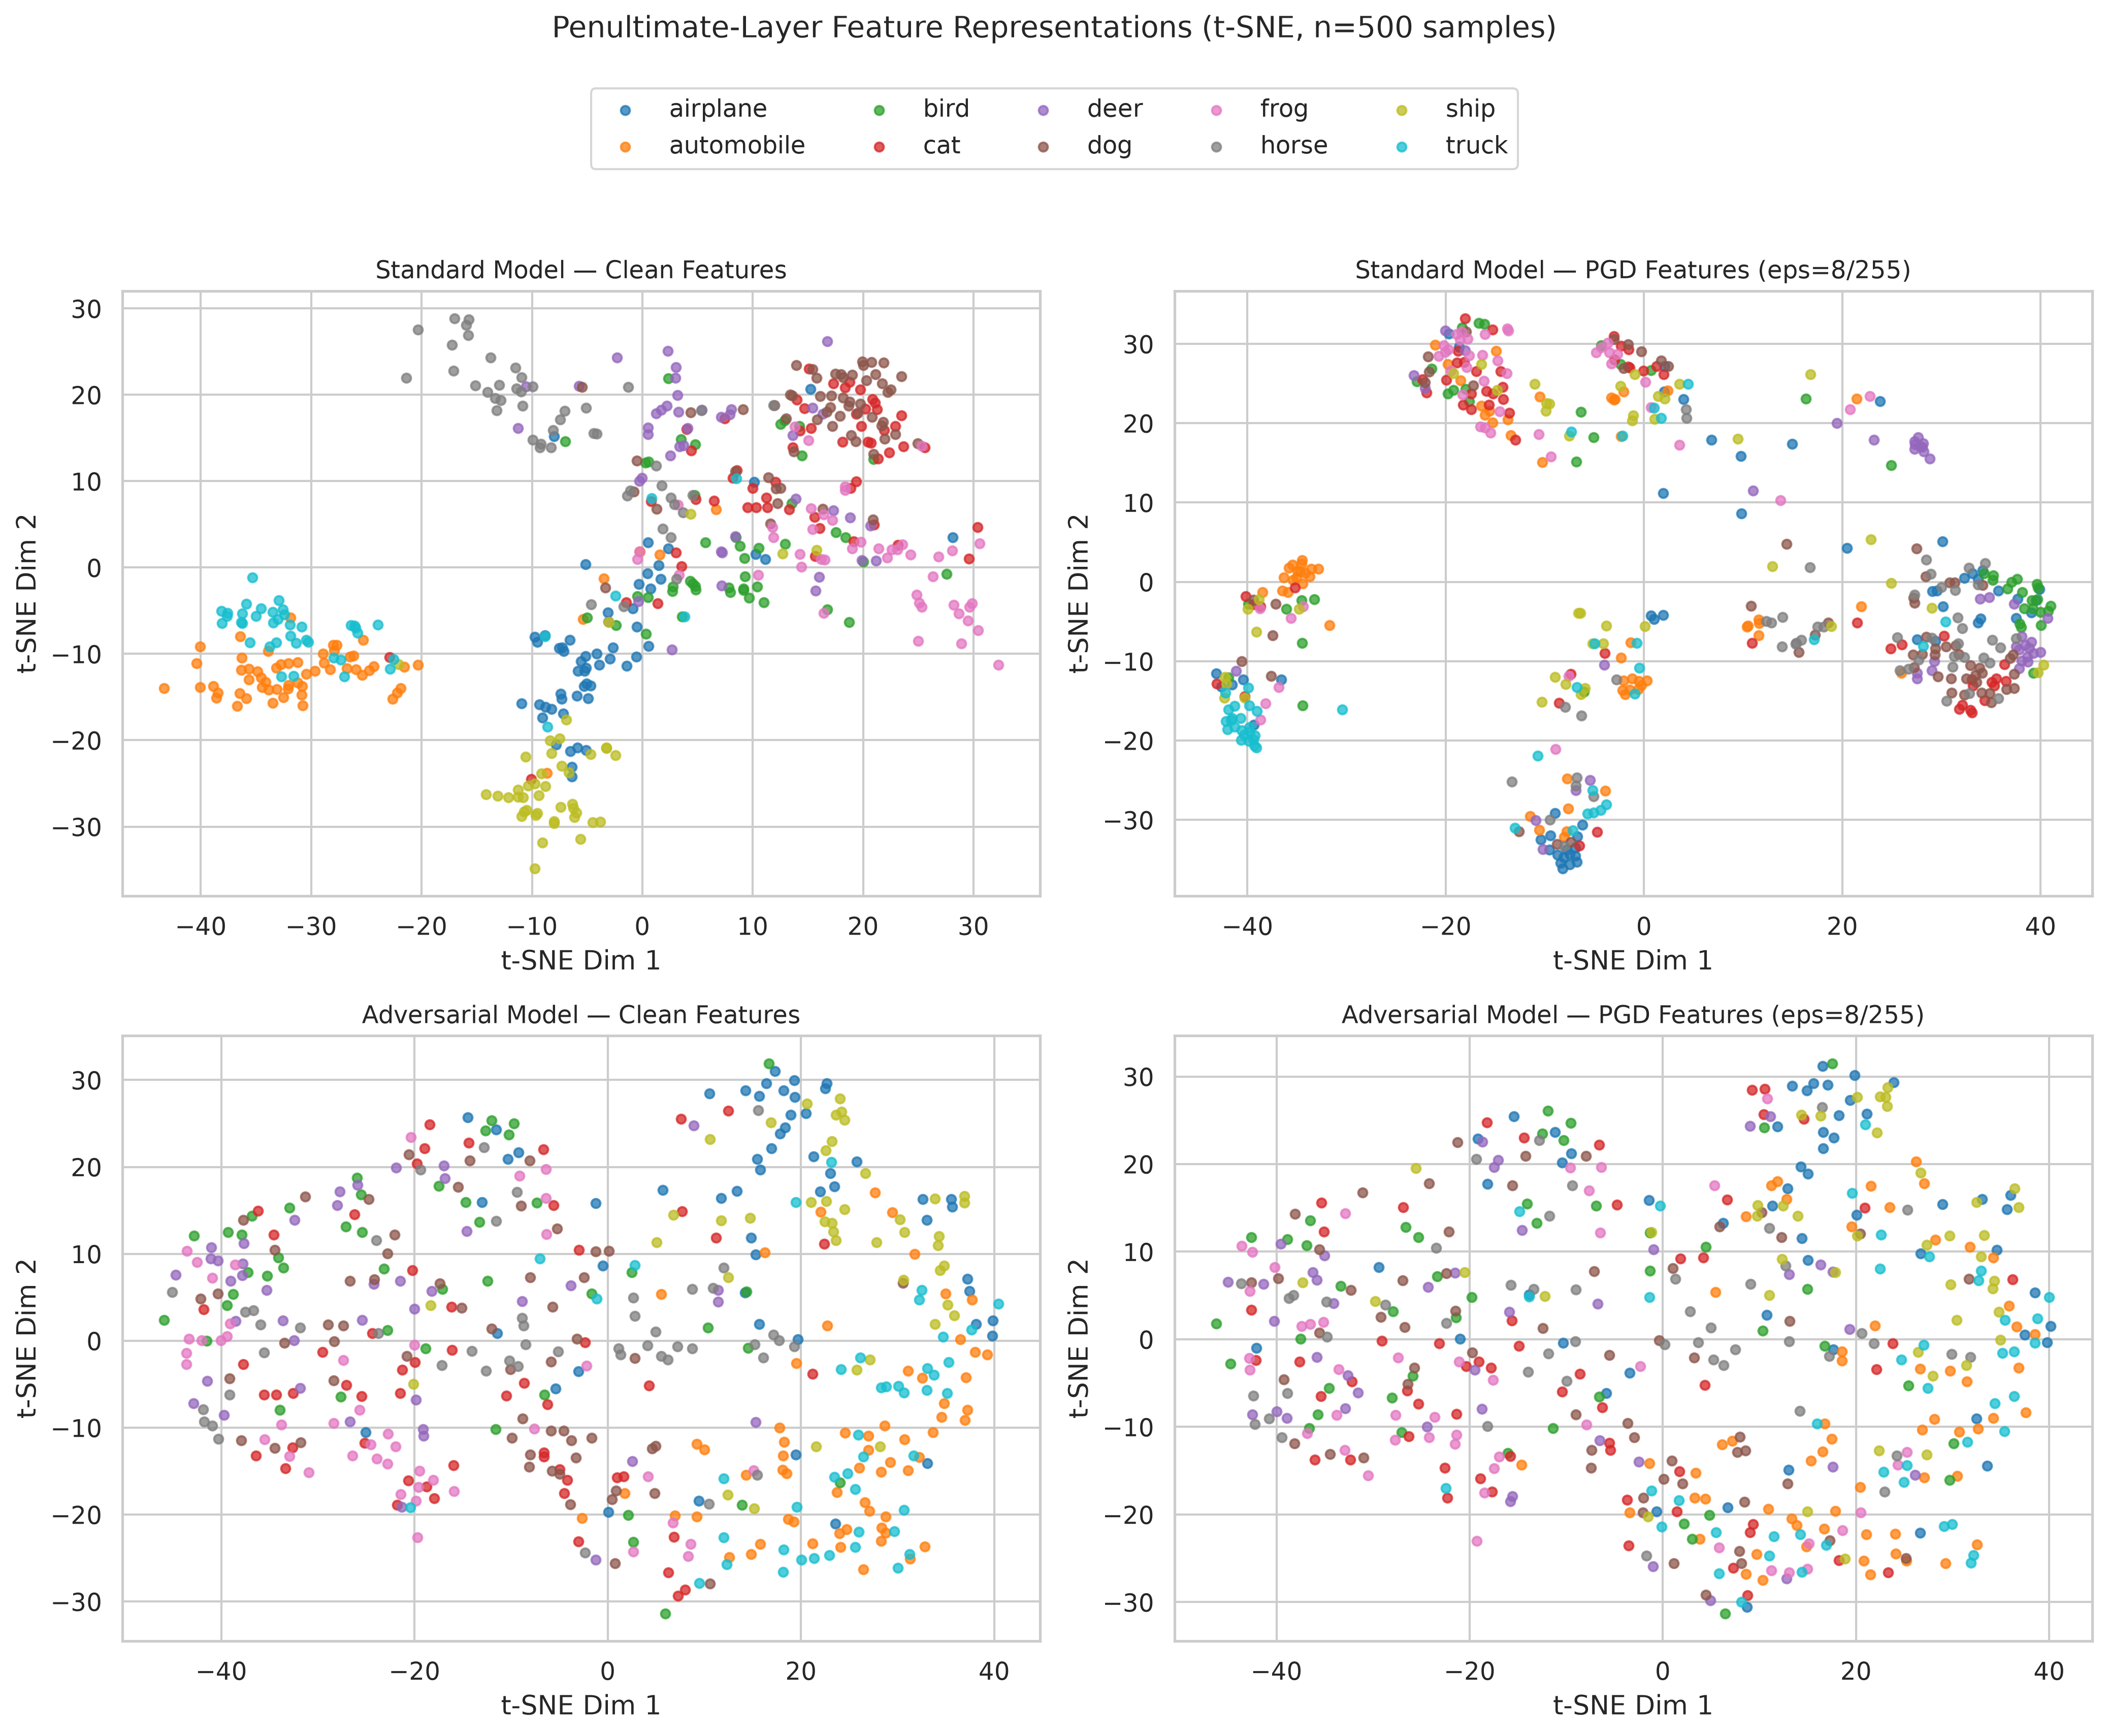 Penultimate-Layer Feature Representations (t-SNE, n=500 samples)
airplane bird deer frog ship
automobile cat dog horse truck
Standard Model — Clean Features
30
20
10
0
−10
−20
−30
t-SNE Dim 2
−40 −30 −20 −10 0 10 20 30
t-SNE Dim 1
Standard Model — PGD Features (eps=8/255)
30
20
10
0
−10
−20
−30
t-SNE Dim 2
−40 −20 0 20 40
t-SNE Dim 1
Adversarial Model — Clean Features
30
20
10
0
−10
−20
−30
t-SNE Dim 2
−40 −20 0 20 40
t-SNE Dim 1
Adversarial Model — PGD Features (eps=8/255)
30
20
10
0
−10
−20
−30
t-SNE Dim 2
−40 −20 0 20 40
t-SNE Dim 1